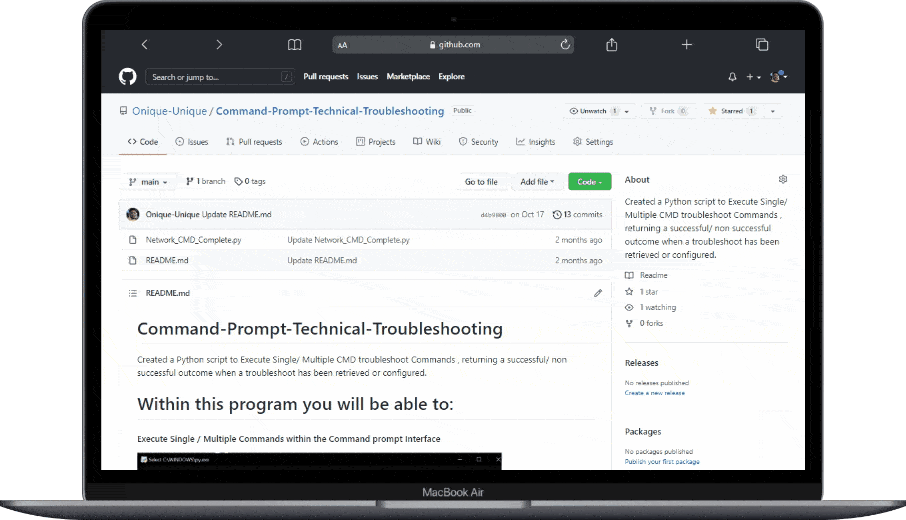 AA github.com
Search or jump to... / Pull requests Issues Marketplace Explore
Onique-Unique / Command-Prompt-Technical-Troubleshooting Public
Unwatch 1 Fork 0 Starred 1
Code Issues Pull requests Actions Projects Wiki Security Insights Settings
main 1 branch 0 tags Go to file Add file Code
Onique-Unique Update README.md on Oct 17 13 commits
Network_CMD_Complete.py Update Network_CMD_Complete.py 2 months ago
README.md Update README.md 2 months ago
README.md
Command-Prompt-Technical-Troubleshooting
Created a Python script to Execute Single/ Multiple CMD troubleshoot Commands , returning a successful/ non
successful outcome when a troubleshoot has been retrieved or configured.
Within this program you will be able to:
Execute Single / Multiple Commands within the Command prompt Interface
Select C:\WINDOWS\py.exe
About
Created a Python script to Execute Single/
Multiple CMD troubleshoot Commands ,
returning a successful/ non successful
outcome when a troubleshoot has been
retrieved or configured.
Readme
1 star
1 watching
0 forks
Releases
No releases published
Create a new release
Packages
No packages published
Publish your first package
MacBook Air